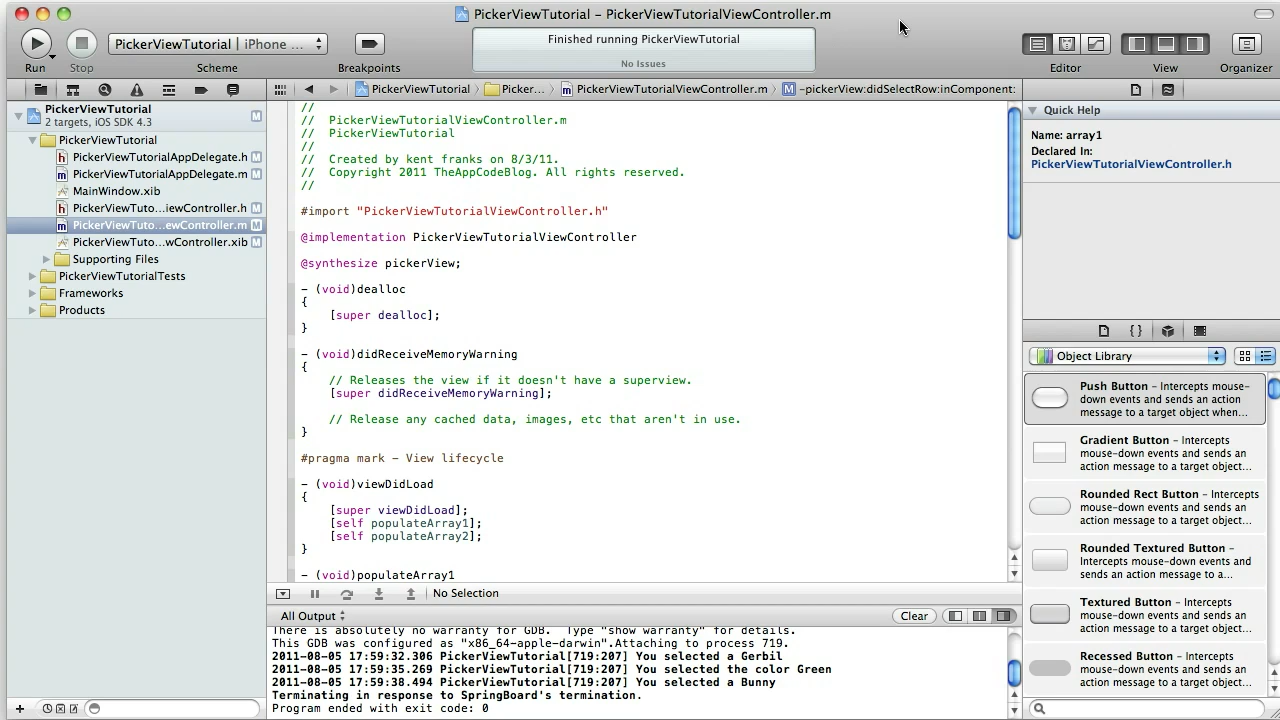 PickerViewTutorial – PickerViewTutorialViewController.m
PickerViewTutorial | iPhone ...
Finished running PickerViewTutorial
No Issues
Run
Stop
Scheme
Breakpoints
Editor
View
Organizer
PickerViewTutorial
Picker...
PickerViewTutorialViewController.m
M
-pickerView:didSelectRow:inComponent:
PickerViewTutorial
2 targets, iOS SDK 4.3
M
PickerViewTutorial
h PickerViewTutorialAppDelegate.h M
m PickerViewTutorialAppDelegate.m M
MainWindow.xib
h PickerViewTuto...iewController.h M
m PickerViewTuto...ewController.m M
PickerViewTuto...wController.xib M
Supporting Files
PickerViewTutorialTests
Frameworks
Products
//
//  PickerViewTutorialViewController.m
//  PickerViewTutorial
//
//  Created by kent franks on 8/3/11.
//  Copyright 2011 TheAppCodeBlog. All rights reserved.
//
#import "PickerViewTutorialViewController.h"
@implementation PickerViewTutorialViewController
@synthesize pickerView;
- (void)dealloc
{
[super dealloc];
}
- (void)didReceiveMemoryWarning
{
// Releases the view if it doesn't have a superview.
[super didReceiveMemoryWarning];
// Release any cached data, images, etc that aren't in use.
}
#pragma mark - View lifecycle
- (void)viewDidLoad
{
[super viewDidLoad];
[self populateArray1];
[self populateArray2];
}
- (void)populateArray1
No Selection
All Output
Clear
There is absolutely no warranty for GDB.  Type "show warranty" for details.
This GDB was configured as "x86_64-apple-darwin".Attaching to process 719.
2011-08-05 17:59:32.306 PickerViewTutorial[719:207] You selected a Gerbil
2011-08-05 17:59:35.269 PickerViewTutorial[719:207] You selected the color Green
2011-08-05 17:59:38.494 PickerViewTutorial[719:207] You selected a Bunny
Terminating in response to SpringBoard's termination.
Program ended with exit code: 0
Quick Help
Name: array1
Declared In:
PickerViewTutorialViewController.h
{}
Object Library
Push Button – Intercepts mouse-
down events and sends an action
message to a target object when...
Gradient Button – Intercepts
mouse-down events and sends an
action message to a target object...
Rounded Rect Button – Intercepts
mouse-down events and sends an
action message to a target object...
Rounded Textured Button –
Intercepts mouse-down events and
sends an action message to a...
Textured Button – Intercepts
mouse-down events and sends an
action message to a target object...
Recessed Button – Intercepts
mouse-down events and sends an
action message to a target object...